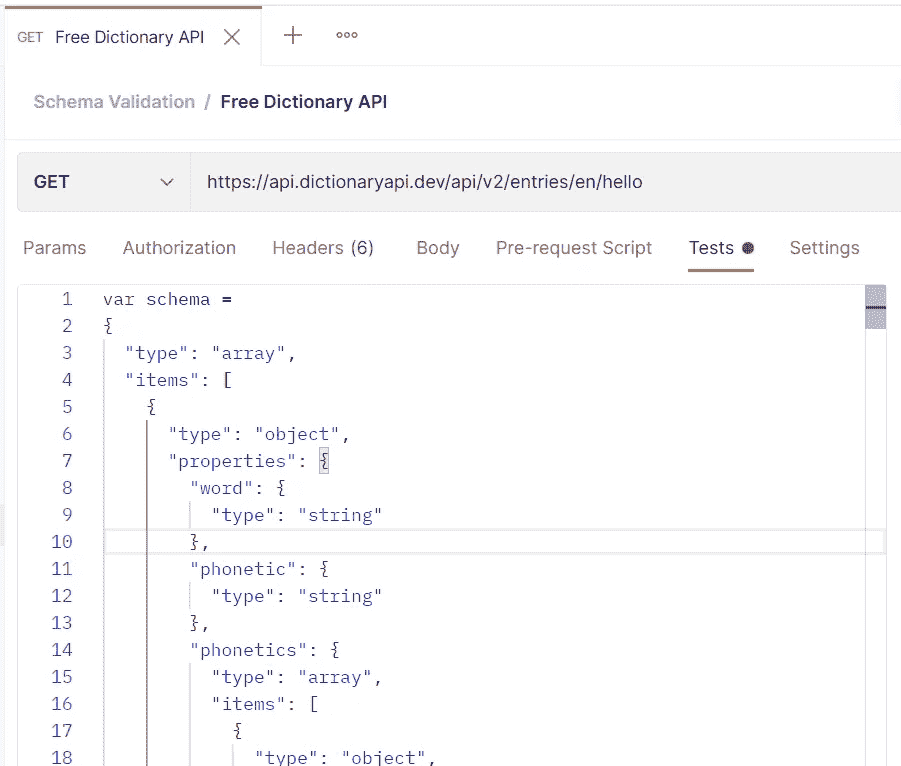 GET Free Dictionary API
Schema Validation / Free Dictionary API
GET https://api.dictionaryapi.dev/api/v2/entries/en/hello
Params Authorization Headers (6) Body Pre-request Script Tests Settings
1 var schema =
2 {
3 "type": "array",
4 "items": [
5 {
6 "type": "object",
7 "properties": {
8 "word": {
9 "type": "string"
10 },
11 "phonetic": {
12 "type": "string"
13 },
14 "phonetics": {
15 "type": "array",
16 "items": [
17 {
18 "type": "object",